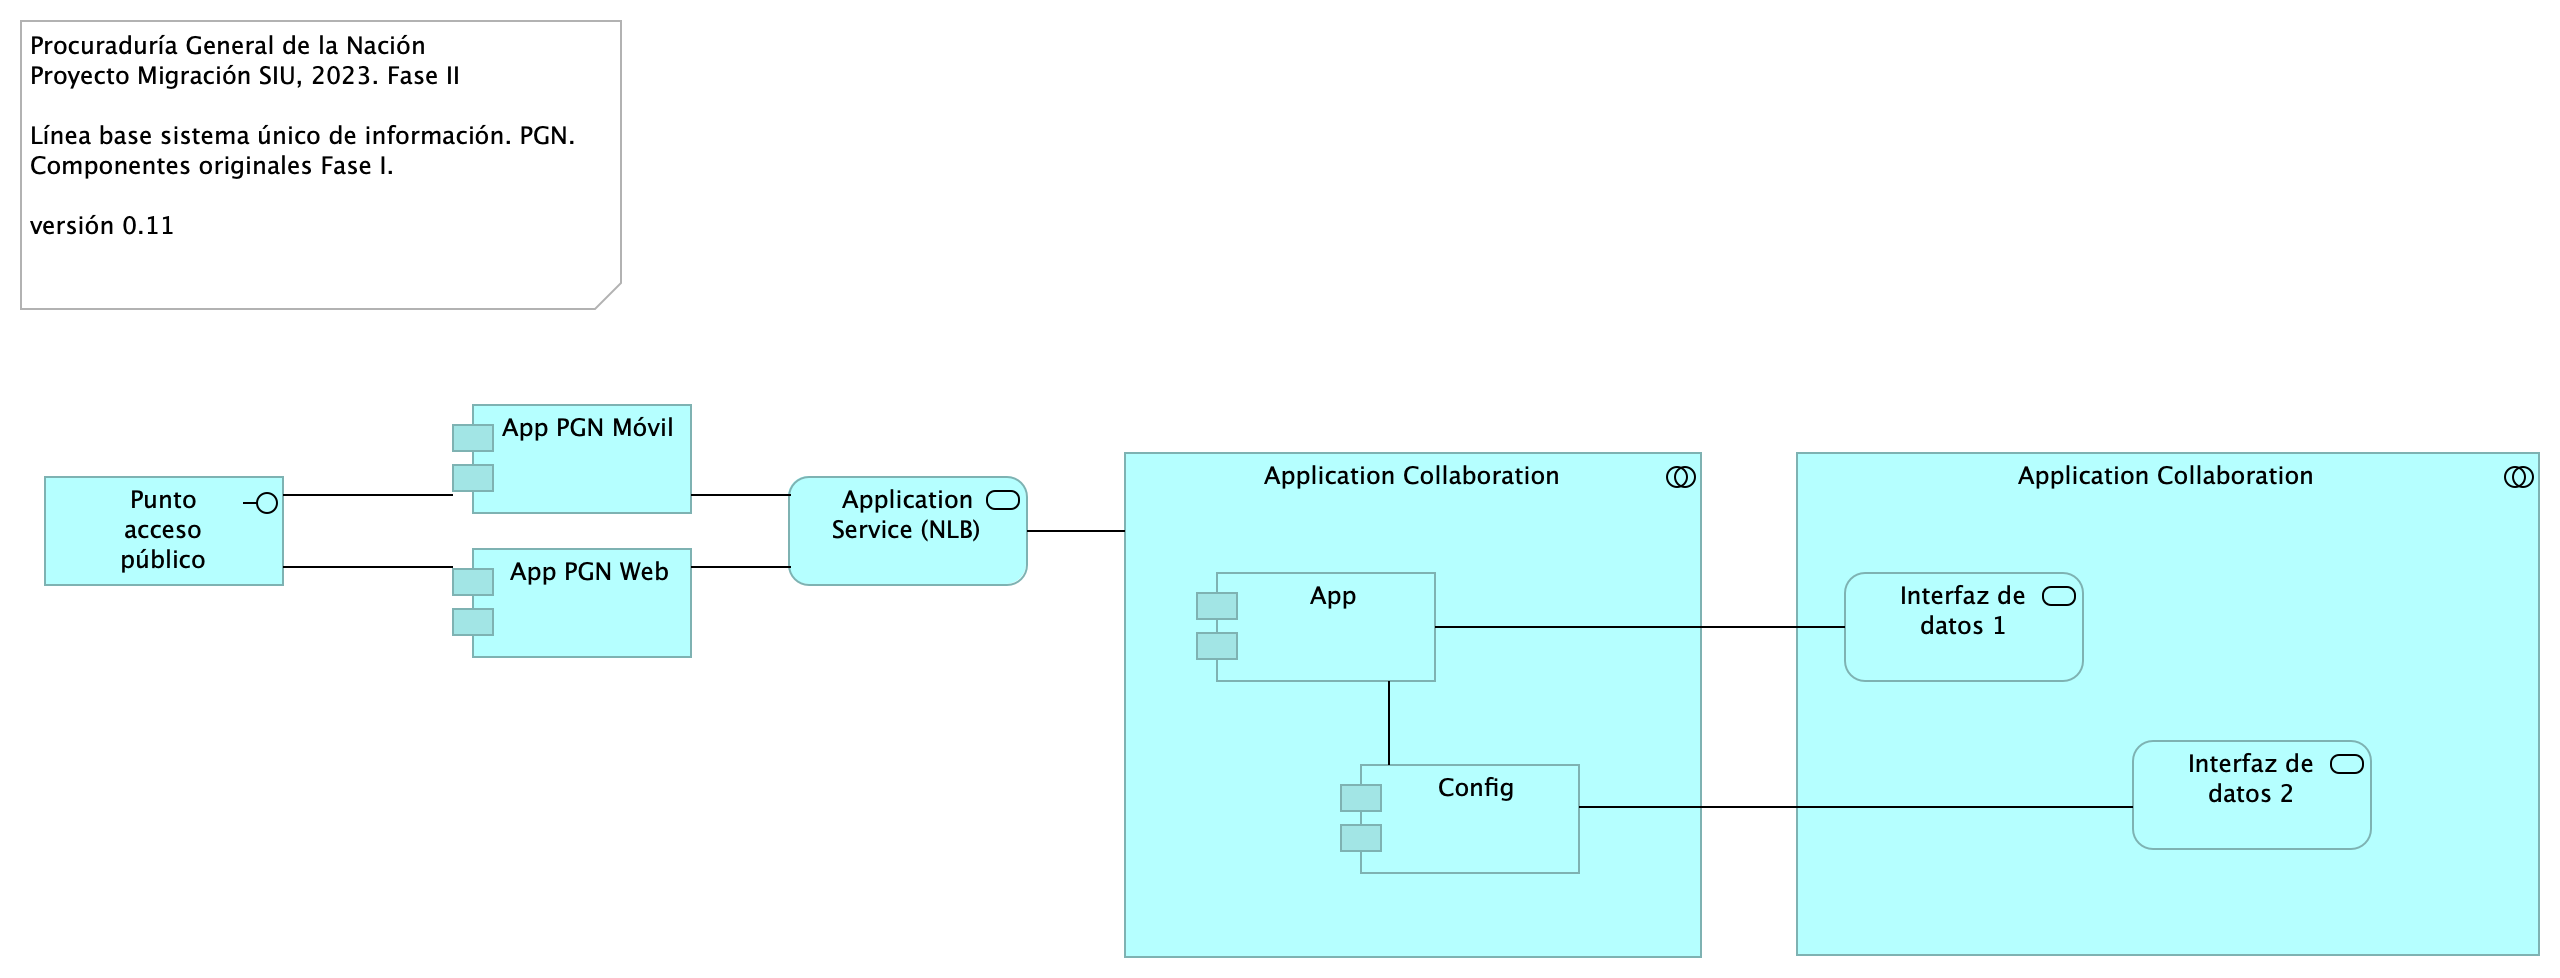 Procuraduría General de la Nación
Proyecto Migración SIU, 2023. Fase II
Línea base sistema único de información. PGN.
Componentes originales Fase I.
versión 0.11
Punto
acceso
público
App PGN Móvil
App PGN Web
Application
Service (NLB)
Application Collaboration
App
Config
Application Collaboration
Interfaz de
datos 1
Interfaz de
datos 2